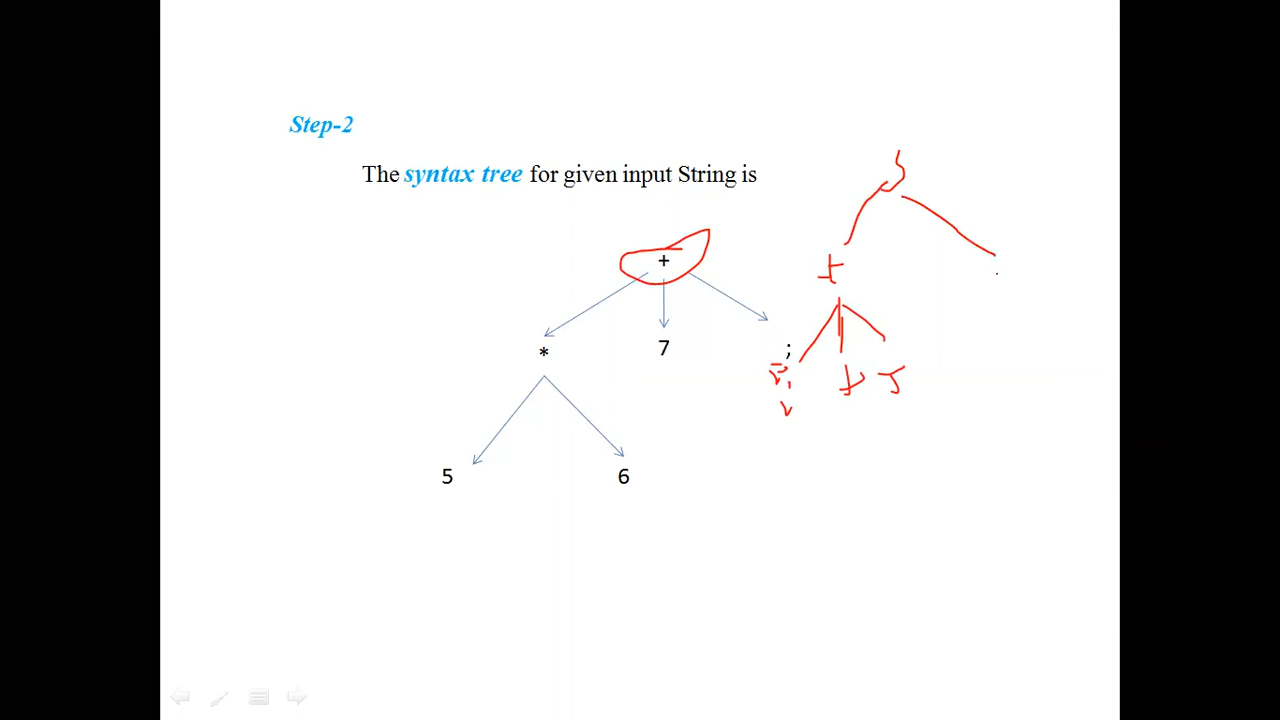 Step-2
The syntax tree for given input String is
+
* 7 ;
5 6